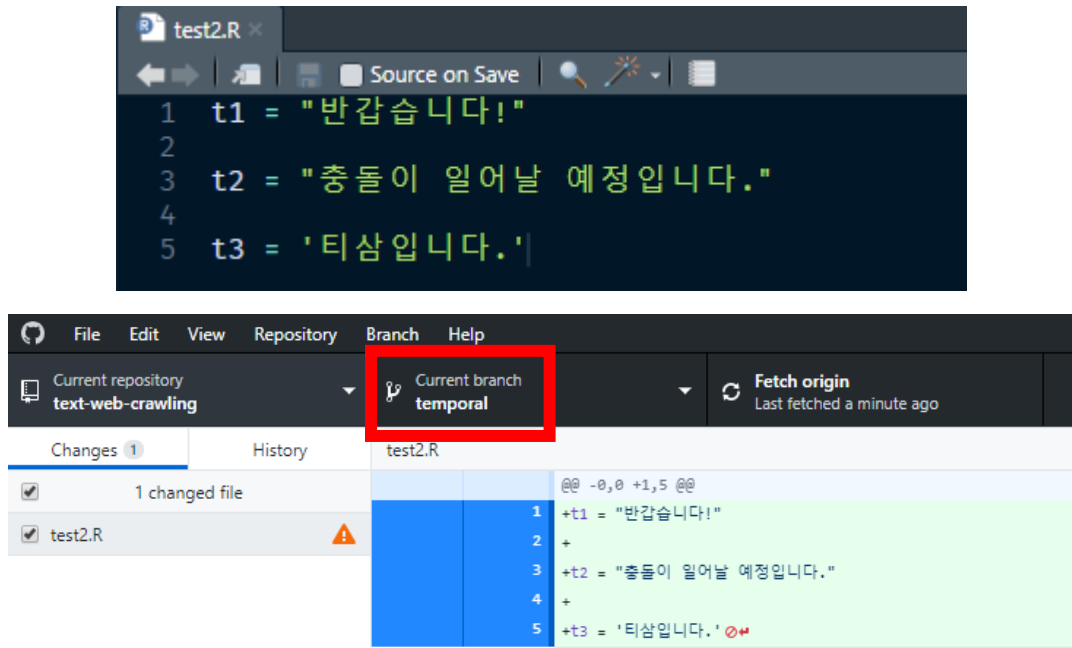 test2.R
Source on Save
1 t1 = "반갑습니다!"
2
3 t2 = "충돌이 일어날 예정입니다."
4
5 t3 = '티삼입니다.'
File Edit View Repository Branch Help
Current repository
text-web-crawling
Current branch
temporal
Fetch origin
Last fetched a minute ago
Changes 1
History
test2.R
1 changed file
test2.R
@@ -0,0 +1,5 @@
1 +t1 = "반갑습니다!"
2 +
3 +t2 = "충돌이 일어날 예정입니다."
4 +
5 +t3 = '티삼입니다.'